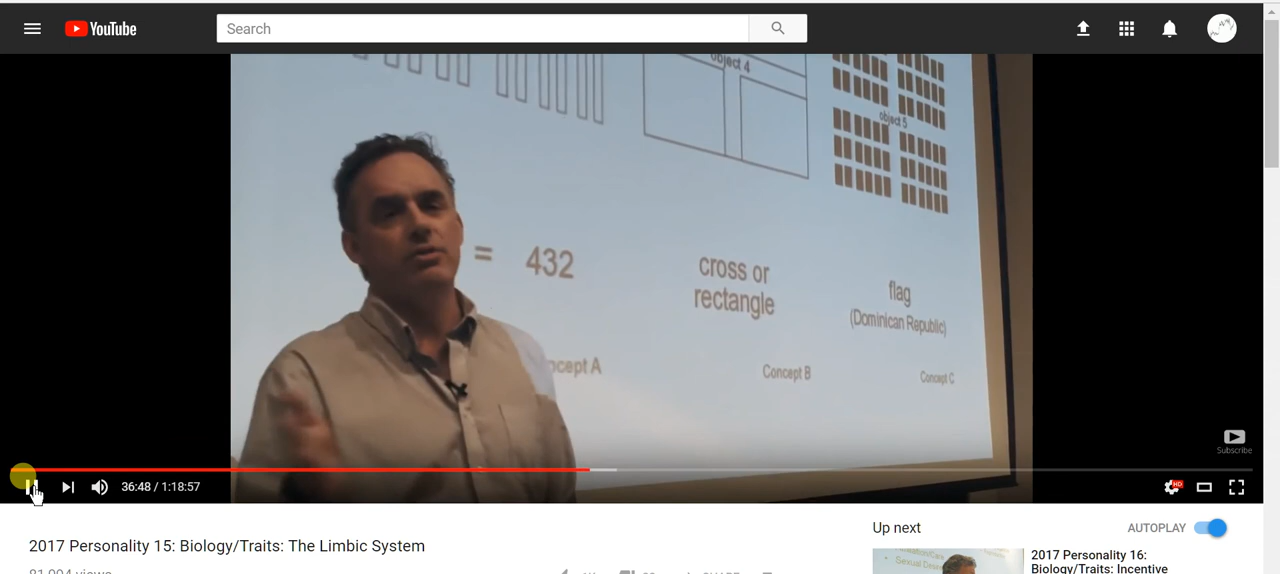 YouTube
Search
object 4
object 5
= 432
cross or
rectangle
flag
(Dominican Republic)
Concept B
Concept C
Subscribe
36:48 / 1:18:57
HD
2017 Personality 15: Biology/Traits: The Limbic System
Up next
AUTOPLAY
2017 Personality 16:
Biology/Traits: Incentive